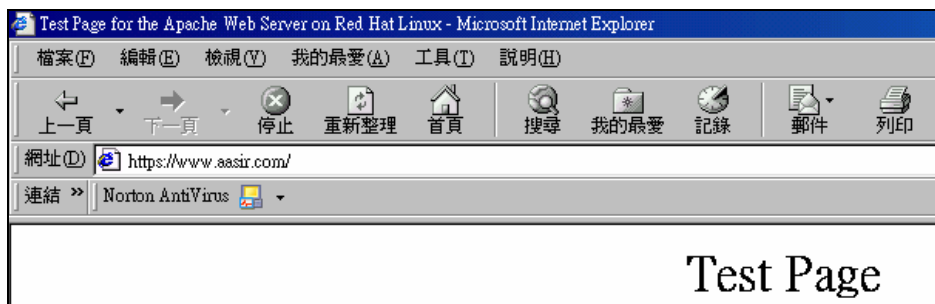 Test Page for the Apache Web Server on Red Hat Linux - Microsoft Internet Explorer
檔案(F) 編輯(E) 檢視(V) 我的最愛(A) 工具(T) 說明(H)
上一頁 下一頁 停止 重新整理 首頁 搜尋 我的最愛 記錄 郵件 列印
網址(D) https://www.aasir.com/
連結 » Norton AntiVirus
Test Page